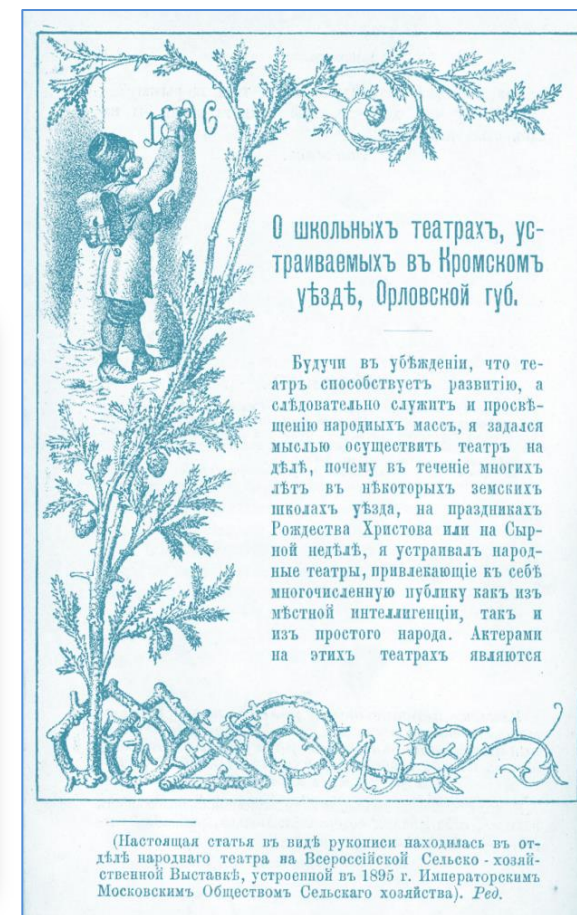 О школьныхъ театрахъ, ус-
траиваемыхъ въ Кромскомъ
уѣздѣ, Орловской губ.
Будучи въ убѣжденіи, что те-
атръ способствуетъ развитію, а
слѣдовательно служитъ и просвѣ-
щенію народныхъ массъ, я задался
мыслью осуществить театръ на
дѣлѣ, почему въ теченіе многихъ
лѣтъ въ нѣкоторыхъ земскихъ
школахъ уѣзда, на праздникахъ
Рождества Христова или на Сыр-
ной недѣлѣ, я устраивалъ народ-
ные театры, привлекающіе къ себѣ
многочисленную публику какъ изъ
мѣстной интеллигенціи, такъ и
изъ простого народа. Актерами
на этихъ театрахъ являются
(Настоящая статья въ видѣ рукописи находилась въ от-
дѣлѣ народваго театра на Всероссійской Сельско-хозяй-
ственной Выставкѣ, устроенной въ 1895 г. Императорскимъ
Московскимъ Обществомъ Сельскаго хозяйства). Ред.